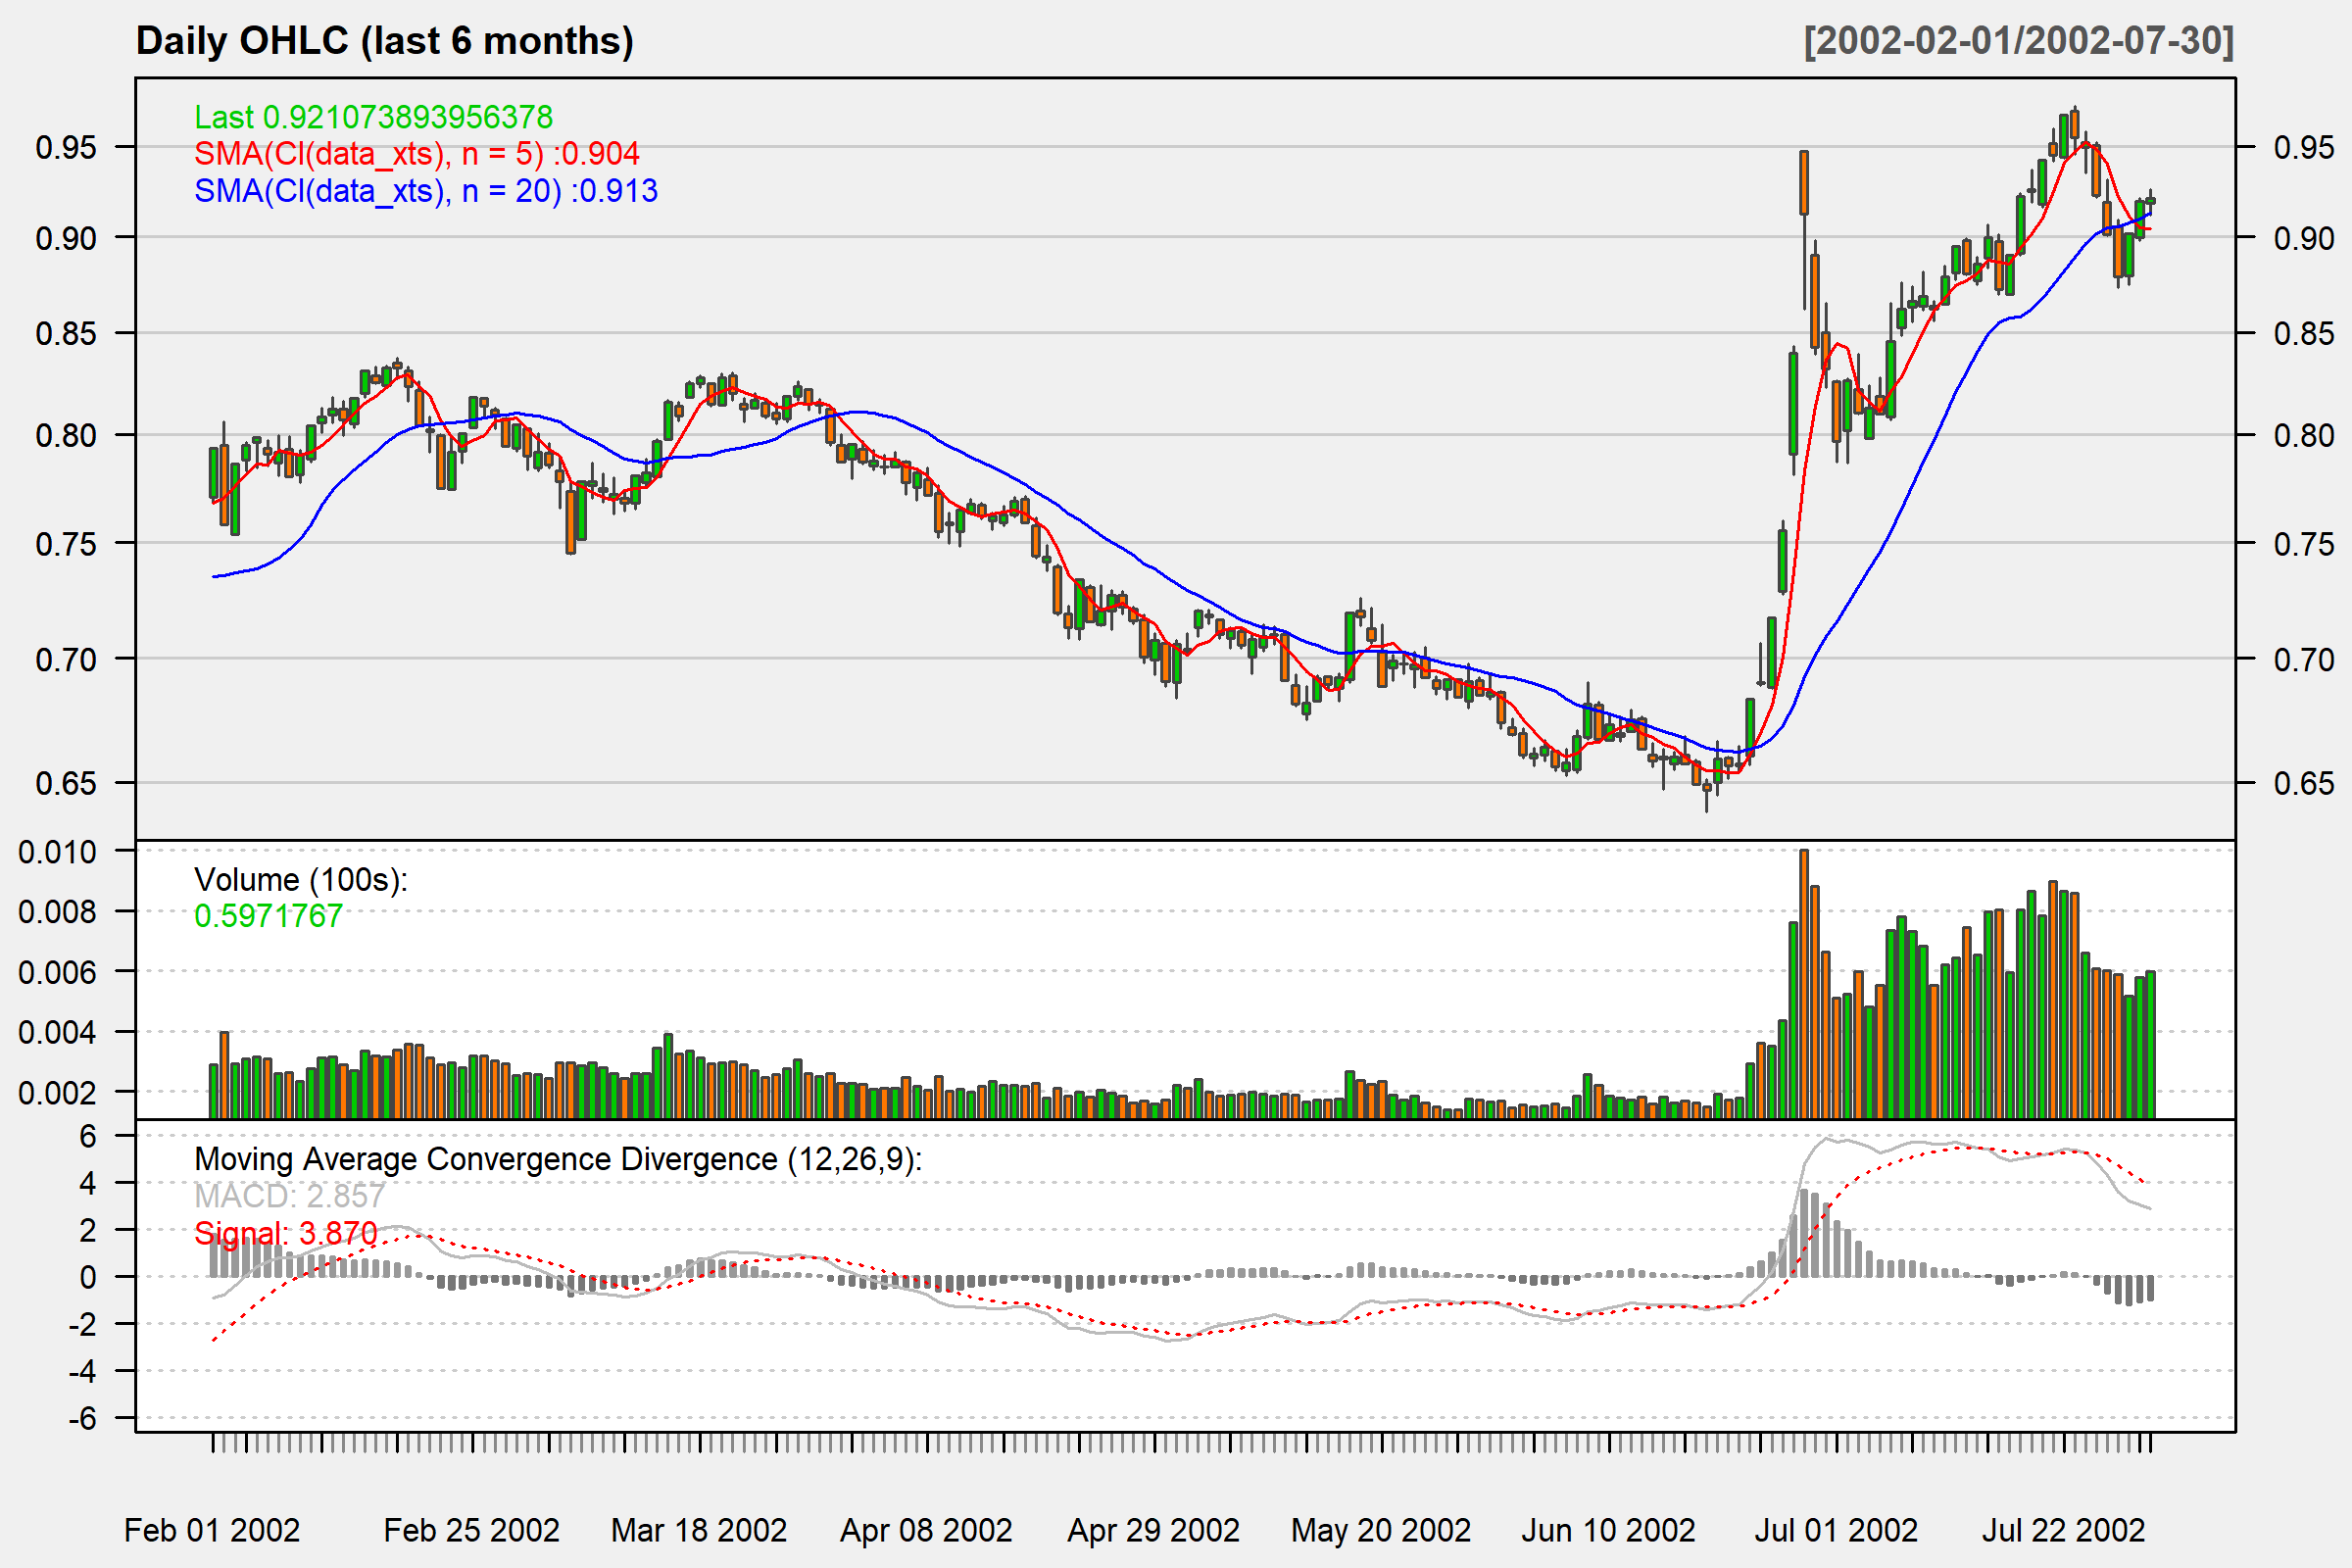 Daily OHLC (last 6 months) [2002-02-01/2002-07-30]
Last 0.921073893956378
SMA(Cl(data_xts), n = 5) :0.904
SMA(Cl(data_xts), n = 20) :0.913
0.95 0.95
0.90 0.90
0.85 0.85
0.80 0.80
0.75 0.75
0.70 0.70
0.65 0.65
0.010
Volume (100s):
0.008 0.5971767
0.006
0.004
0.002
6
Moving Average Convergence Divergence (12,26,9):
4 MACD: 2.857
2 Signal: 3.870
0
-2
-4
-6
Feb 01 2002 Feb 25 2002 Mar 18 2002 Apr 08 2002 Apr 29 2002 May 20 2002 Jun 10 2002 Jul 01 2002 Jul 22 2002